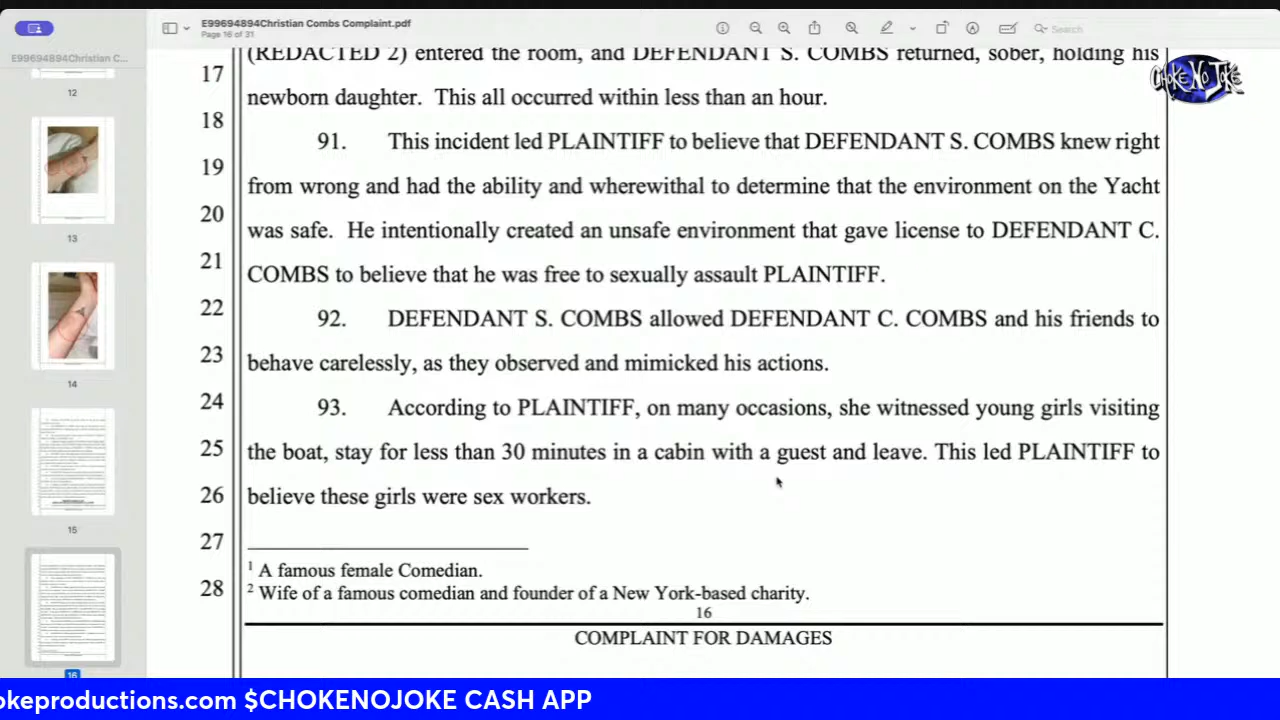 E99694894Christian Combs Complaint.pdf
Page 16 of 31
Search
E99694894Christian C...
12
13
14
15
16
CHOKE NO JOKE
(REDACTED 2) entered the room, and DEFENDANT S. COMBS returned, sober, holding his
17
newborn daughter. This all occurred within less than an hour.
18
91. This incident led PLAINTIFF to believe that DEFENDANT S. COMBS knew right
19
from wrong and had the ability and wherewithal to determine that the environment on the Yacht
20
was safe. He intentionally created an unsafe environment that gave license to DEFENDANT C.
21
COMBS to believe that he was free to sexually assault PLAINTIFF.
22
92. DEFENDANT S. COMBS allowed DEFENDANT C. COMBS and his friends to
23
behave carelessly, as they observed and mimicked his actions.
24
93. According to PLAINTIFF, on many occasions, she witnessed young girls visiting
25
the boat, stay for less than 30 minutes in a cabin with a guest and leave. This led PLAINTIFF to
26
believe these girls were sex workers.
27
1 A famous female Comedian.
28
2 Wife of a famous comedian and founder of a New York-based charity.
16
COMPLAINT FOR DAMAGES
okeproductions.com $CHOKENOJOKE CASH APP